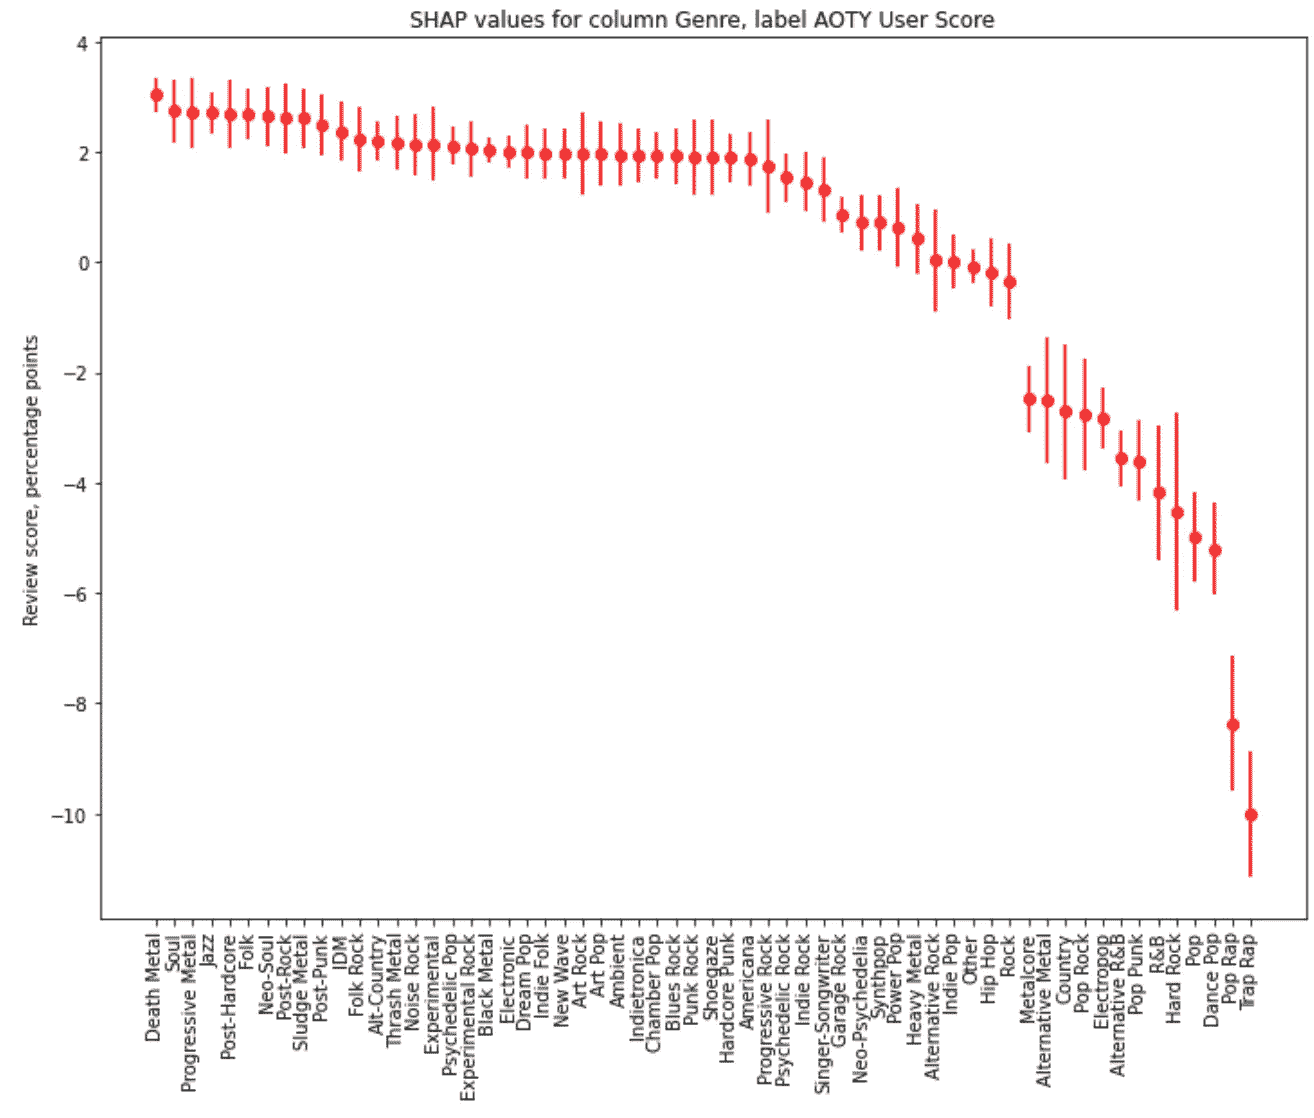 SHAP values for column Genre, label AOTY User Score
Review score, percentage points
4
2
0
−2
−4
−6
−8
−10
Death Metal
Soul
Progressive Metal
Jazz
Post-Hardcore
Folk
Neo-Soul
Post-Rock
Sludge Metal
Post-Punk
IDM
Folk Rock
Alt-Country
Thrash Metal
Noise Rock
Experimental
Psychedelic Pop
Experimental Rock
Black Metal
Electronic
Dream Pop
Indie Folk
New Wave
Art Rock
Art Pop
Ambient
Indietronica
Chamber Pop
Blues Rock
Punk Rock
Shoegaze
Hardcore Punk
Americana
Progressive Rock
Psychedelic Rock
Indie Rock
Singer-Songwriter
Garage Rock
Neo-Psychedelia
Synthpop
Power Pop
Heavy Metal
Alternative Rock
Indie Pop
Other
Hip Hop
Rock
Metalcore
Alternative Metal
Country
Pop Rock
Electropop
Alternative R&B
Pop Punk
R&B
Hard Rock
Pop
Dance Pop
Pop Rap
Trap Rap